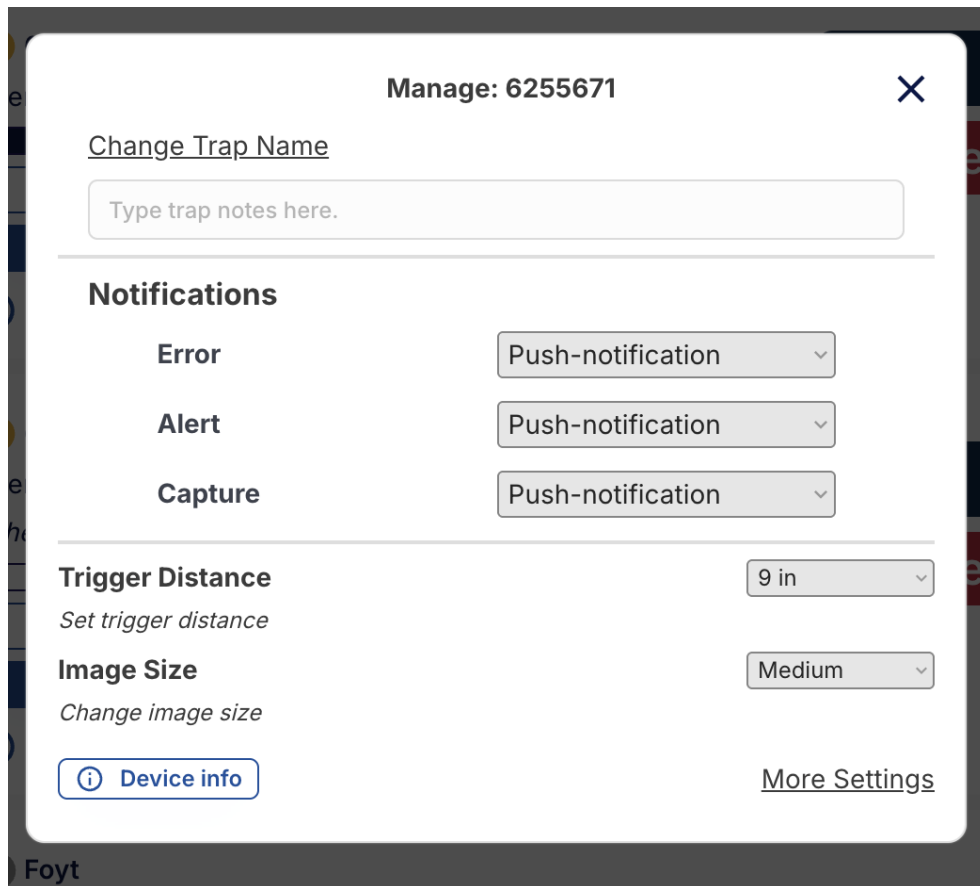 Manage: 6255671
Change Trap Name
Type trap notes here.
Notifications
Error
Push-notification
Alert
Push-notification
Capture
Push-notification
Trigger Distance
9 in
Set trigger distance
Image Size
Medium
Change image size
Device info
More Settings
Foyt